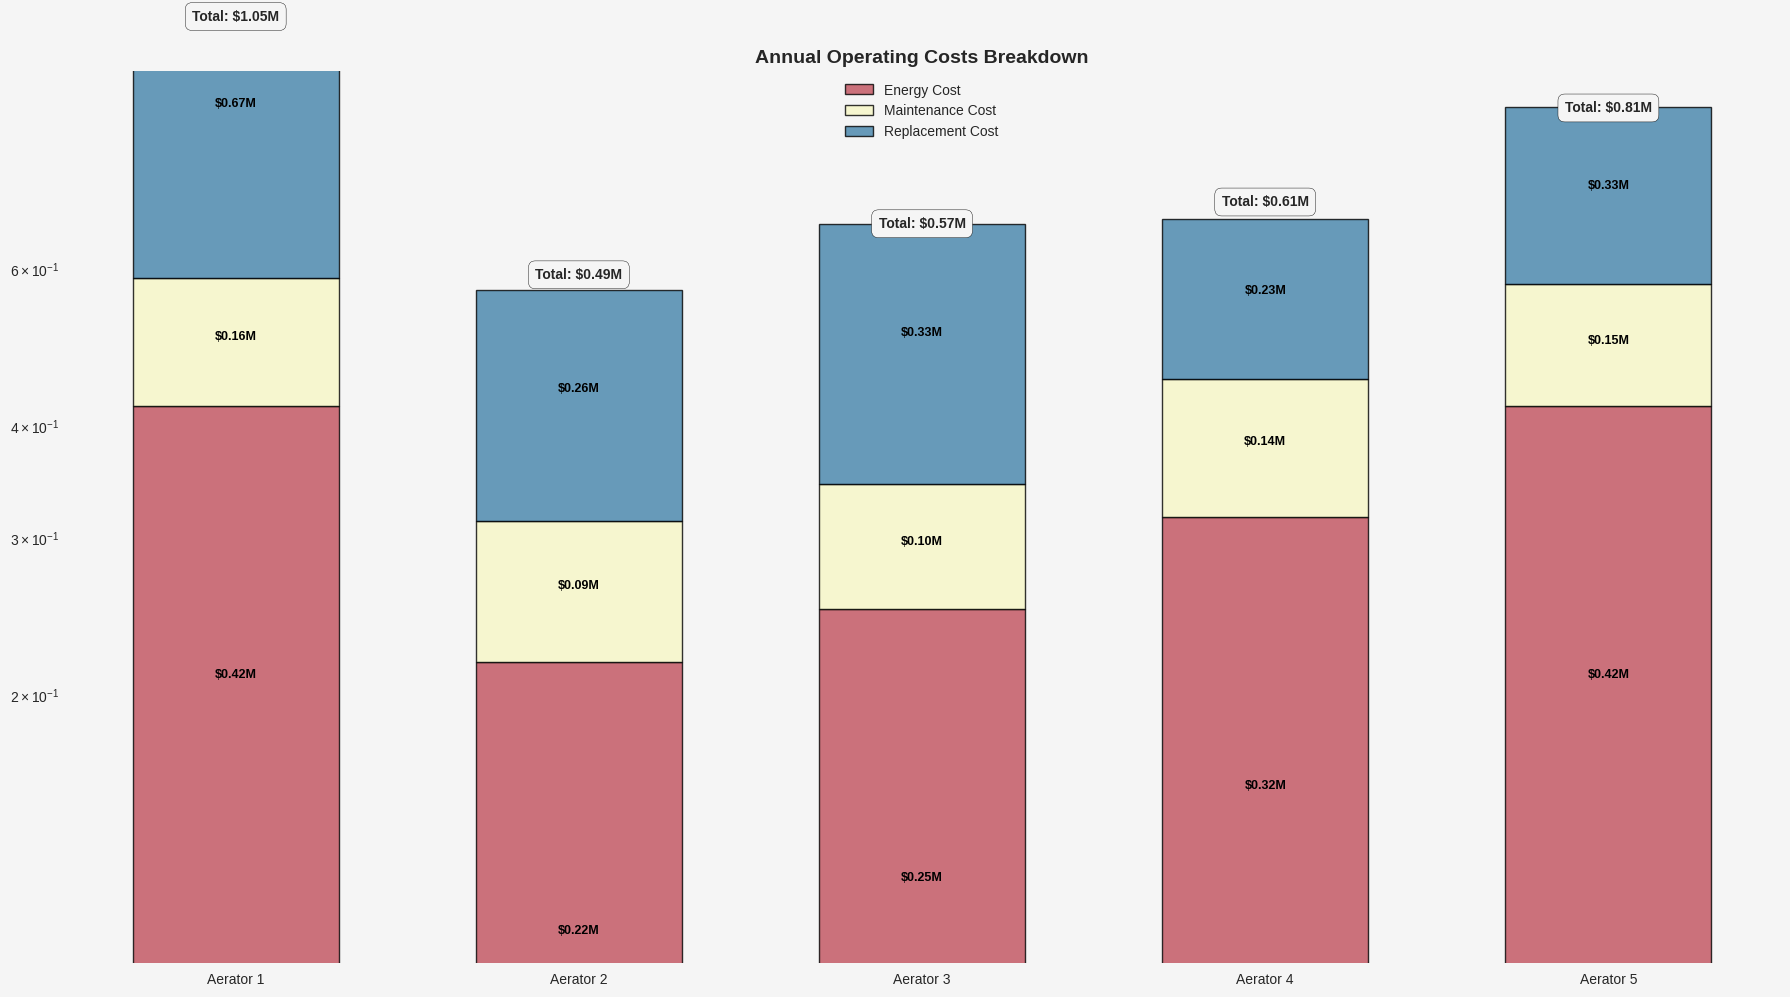 Total: $1.05M
Annual Operating Costs Breakdown
Energy Cost
Maintenance Cost
Replacement Cost
$0.67M
Total: $0.81M
$0.33M
Total: $0.61M
Total: $0.57M
6 × 10⁻¹
Total: $0.49M
$0.23M
$0.16M
$0.33M
$0.15M
$0.26M
4 × 10⁻¹
$0.14M
3 × 10⁻¹
$0.10M
$0.09M
$0.42M
$0.42M
2 × 10⁻¹
$0.32M
$0.25M
$0.22M
Aerator 1
Aerator 2
Aerator 3
Aerator 4
Aerator 5